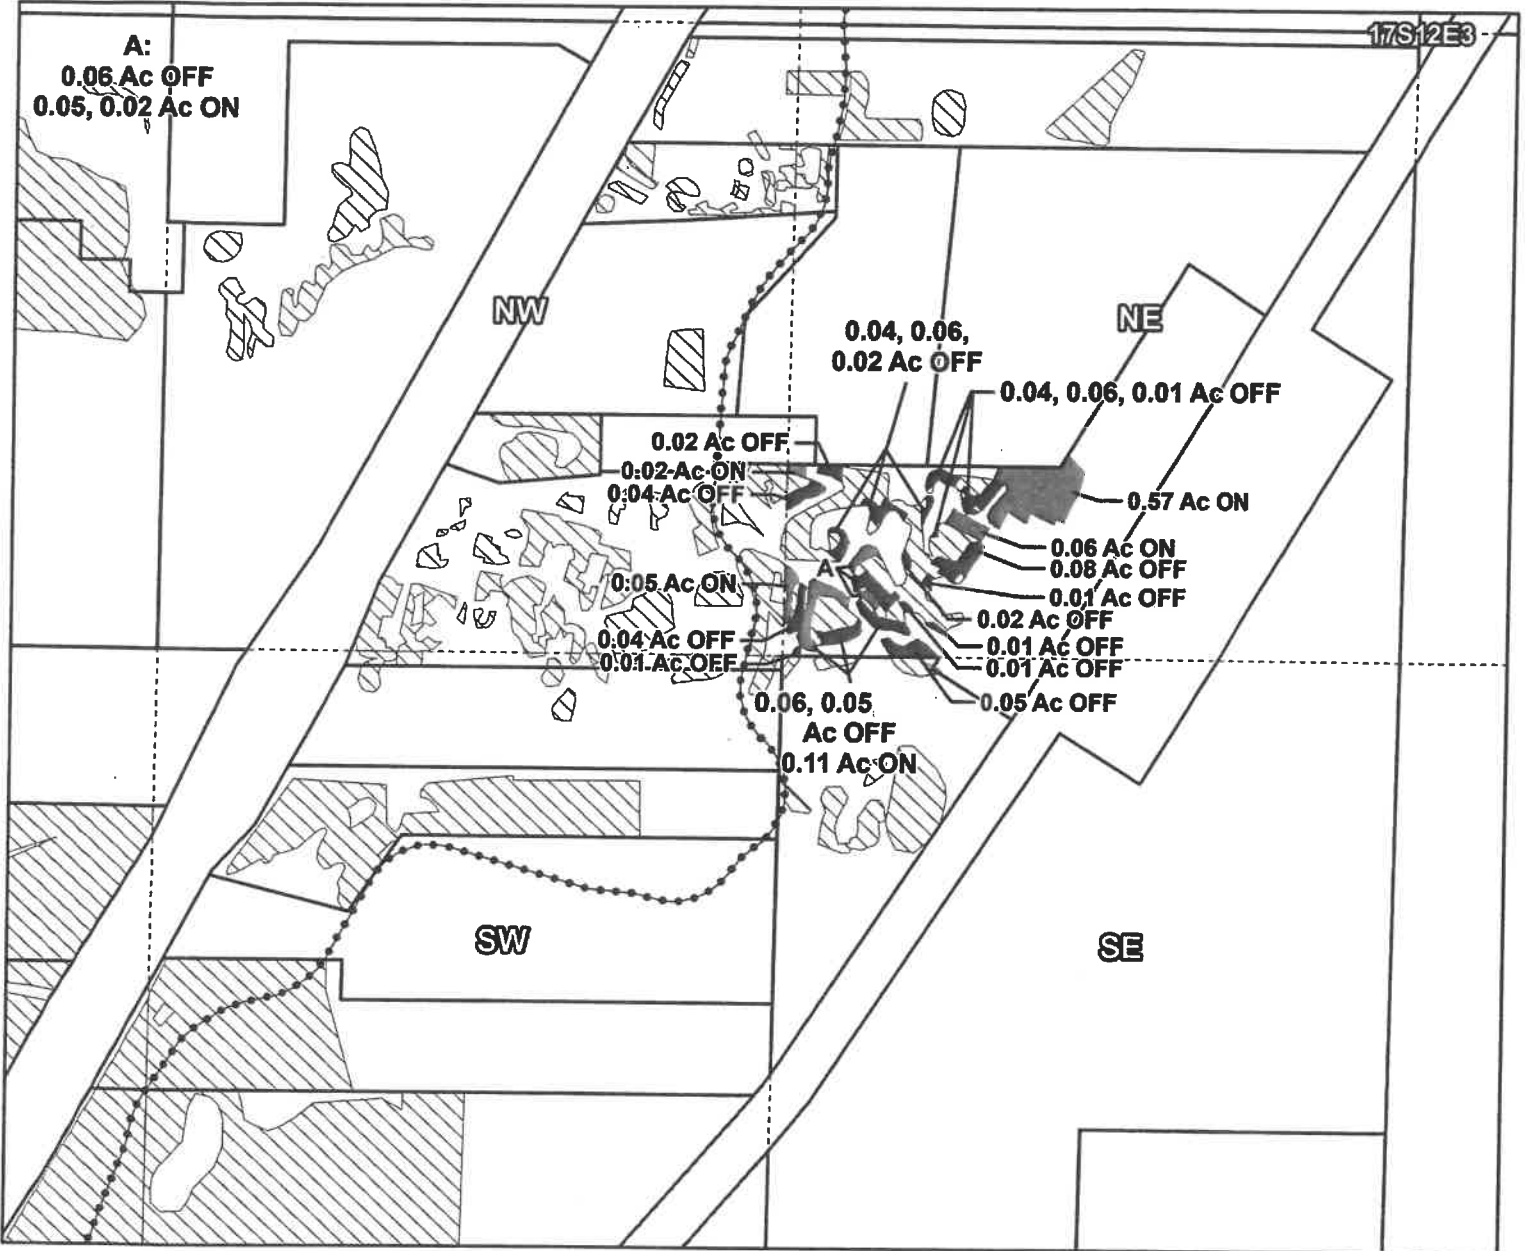 17S12E3
A:
0.06 Ac OFF
0.05, 0.02 Ac ON
NW
NE
0.04, 0.06,
0.02 Ac OFF
0.04, 0.06, 0.01 Ac OFF
0.02 Ac OFF
0.02 Ac ON
0.04 Ac OFF
0.57 Ac ON
0.06 Ac ON
0.08 Ac OFF
A
0.05 Ac ON
0.01 Ac OFF
0.02 Ac OFF
0.04 Ac OFF
0.01 Ac OFF
0.01 Ac OFF
0.01 Ac OFF
0.06, 0.05
Ac OFF
0.11 Ac ON
0.05 Ac OFF
SW
SE